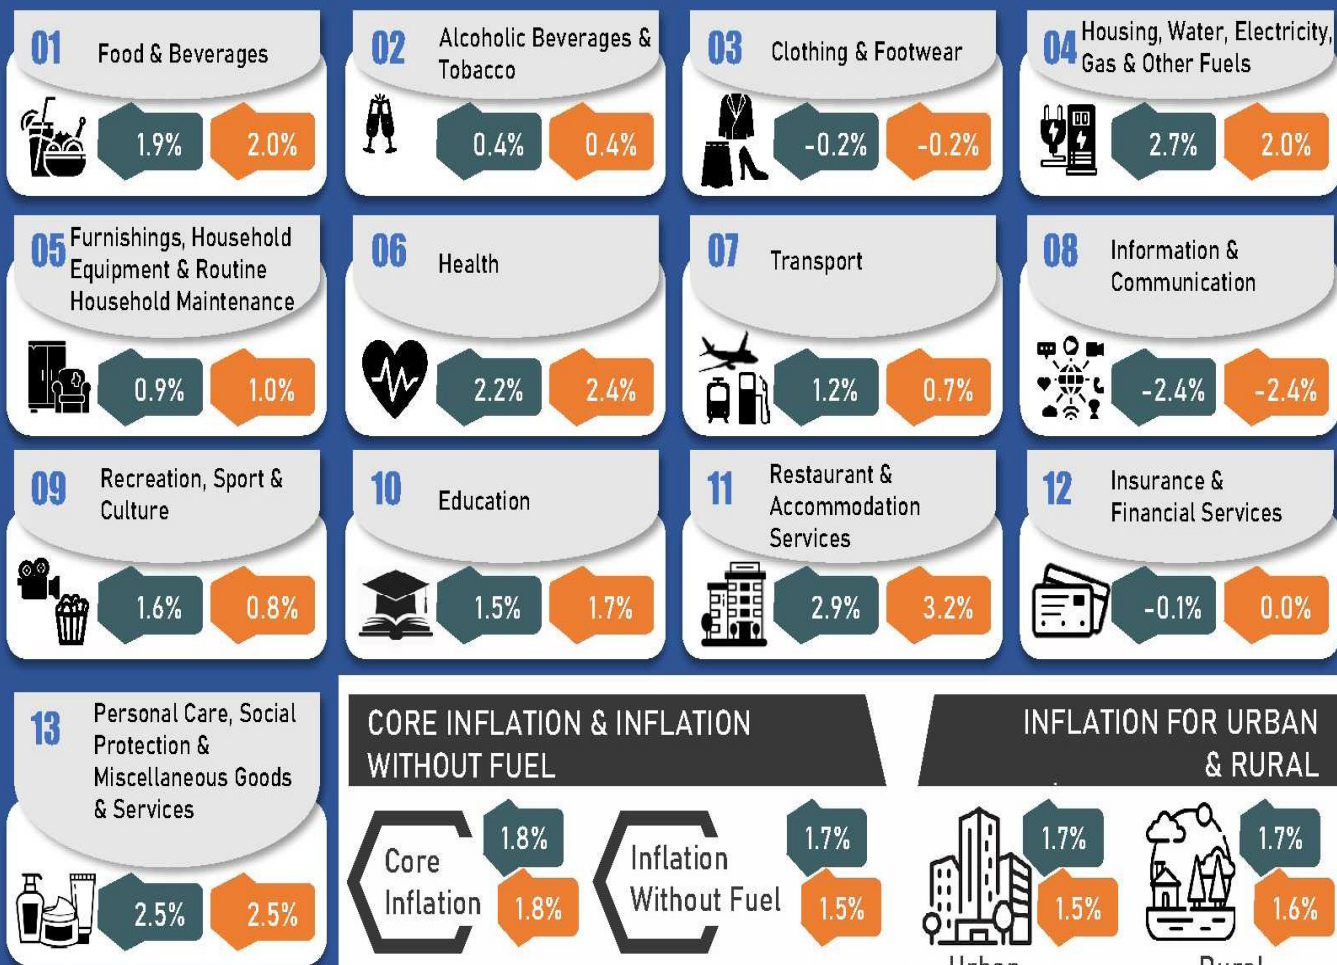 01
Food & Beverages
1.9%
2.0%
02
Alcoholic Beverages &
Tobacco
0.4%
0.4%
03
Clothing & Footwear
-0.2%
-0.2%
04
Housing, Water, Electricity,
Gas & Other Fuels
2.7%
2.0%
05
Furnishings, Household
Equipment & Routine
Household Maintenance
0.9%
1.0%
06
Health
2.2%
2.4%
07
Transport
1.2%
0.7%
08
Information &
Communication
-2.4%
-2.4%
09
Recreation, Sport &
Culture
1.6%
0.8%
10
Education
1.5%
1.7%
11
Restaurant &
Accommodation
Services
2.9%
3.2%
12
Insurance &
Financial Services
-0.1%
0.0%
13
Personal Care, Social
Protection &
Miscellaneous Goods
& Services
2.5%
2.5%
CORE INFLATION & INFLATION
WITHOUT FUEL
Core
Inflation
1.8%
1.8%
Inflation
Without Fuel
1.7%
1.5%
INFLATION FOR URBAN
& RURAL
1.7%
1.5%
Urban
1.7%
1.6%
Rural